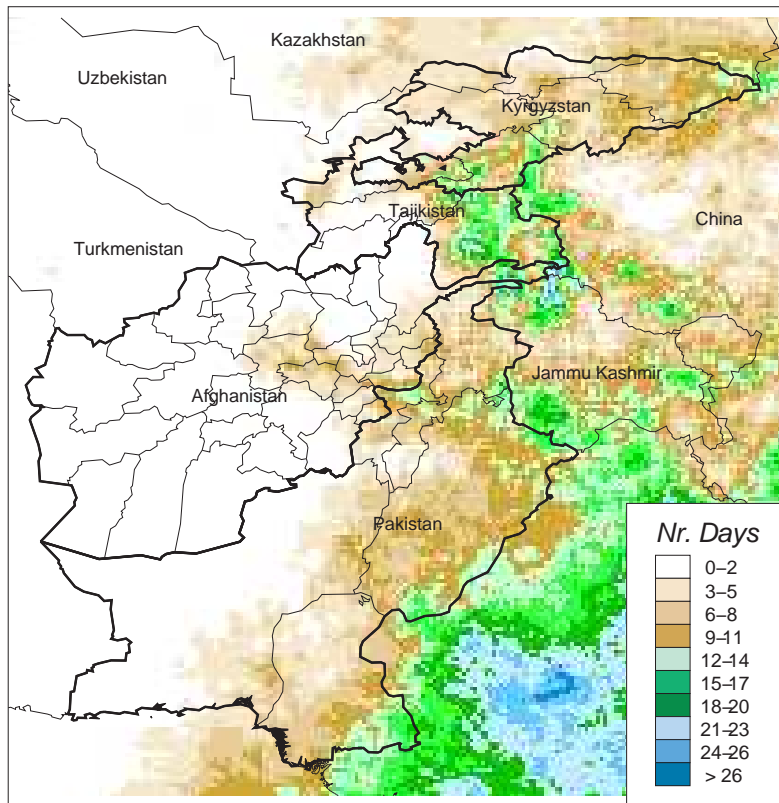 Kazakhstan
Uzbekistan
Kyrgyzstan
Tajikistan
China
Turkmenistan
Jammu Kashmir
Afghanistan
Pakistan
Nr. Days
0–2
3–5
6–8
9–11
12–14
15–17
18–20
21–23
24–26
> 26